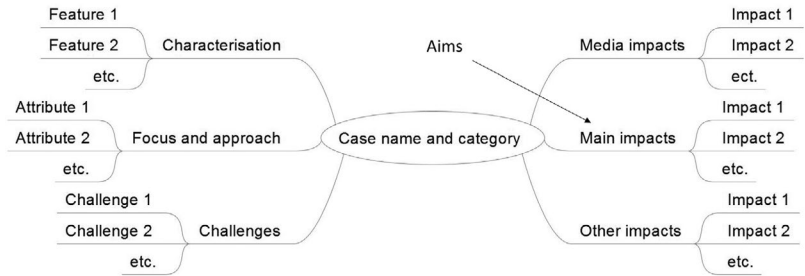 Feature 1
Feature 2
etc.
Characterisation
Attribute 1
Attribute 2
etc.
Focus and approach
Challenge 1
Challenge 2
etc.
Challenges
Case name and category
Aims
Media impacts
Impact 1
Impact 2
ect.
Main impacts
Impact 1
Impact 2
etc.
Other impacts
Impact 1
Impact 2
etc.